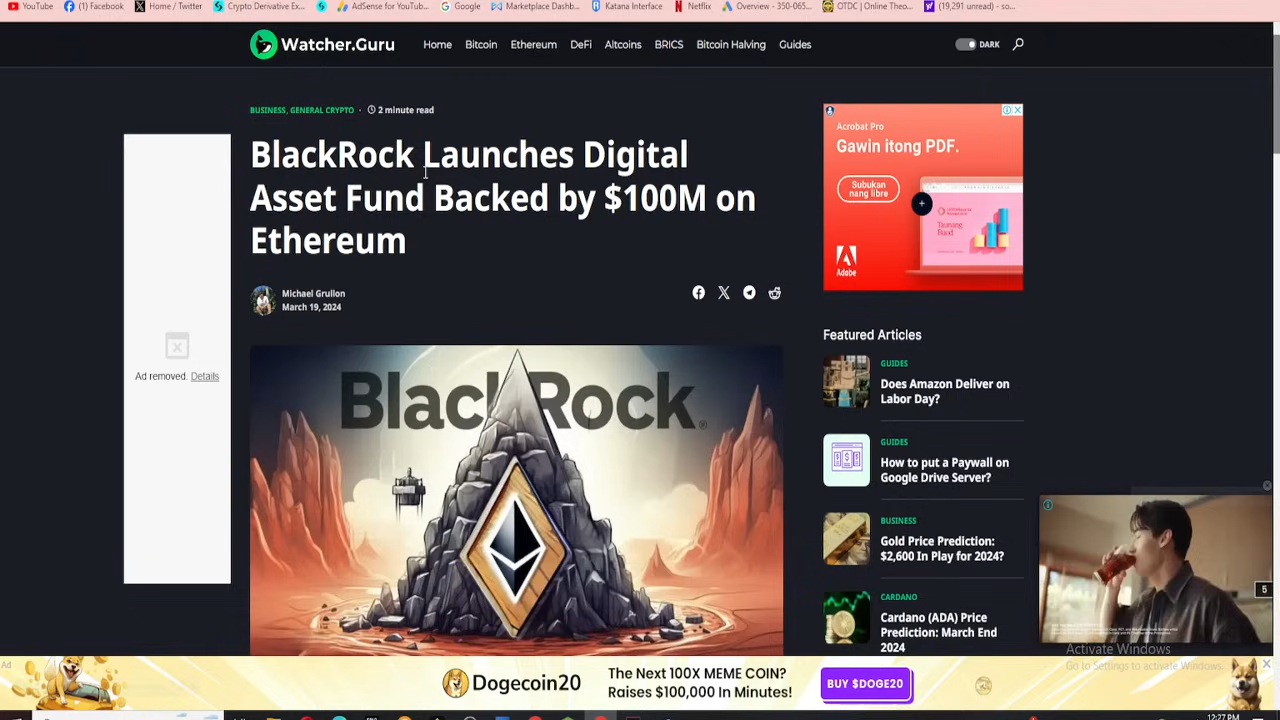 YouTube
(1) Facebook
Home / Twitter
Crypto Derivative Ex...
AdSense for YouTub...
Google
Marketplace Dashb...
Katana Interface
Netflix
Overview - 350-065...
OTDC | Online Theo...
(19,291 unread) - so...
Watcher.Guru
Home
Bitcoin
Ethereum
DeFi
Altcoins
BRICS
Bitcoin Halving
Guides
DARK
BUSINESS, GENERAL CRYPTO · 2 minute read
BlackRock Launches Digital
Asset Fund Backed by $100M on
Ethereum
Michael Grullon
March 19, 2024
BlackRock
Ad removed. Details
Acrobat Pro
Gawin itong PDF.
Subukan
nang libre
Adobe
Featured Articles
GUIDES
Does Amazon Deliver on
Labor Day?
GUIDES
How to put a Paywall on
Google Drive Server?
BUSINESS
Gold Price Prediction:
$2,600 In Play for 2024?
CARDANO
Cardano (ADA) Price
Prediction: March End
2024
5
Activate Windows
Go to Settings to activate Windows.
Ad
Dogecoin20
The Next 100X MEME COIN?
Raises $100,000 In Minutes!
BUY $DOGE20
12:27 PM